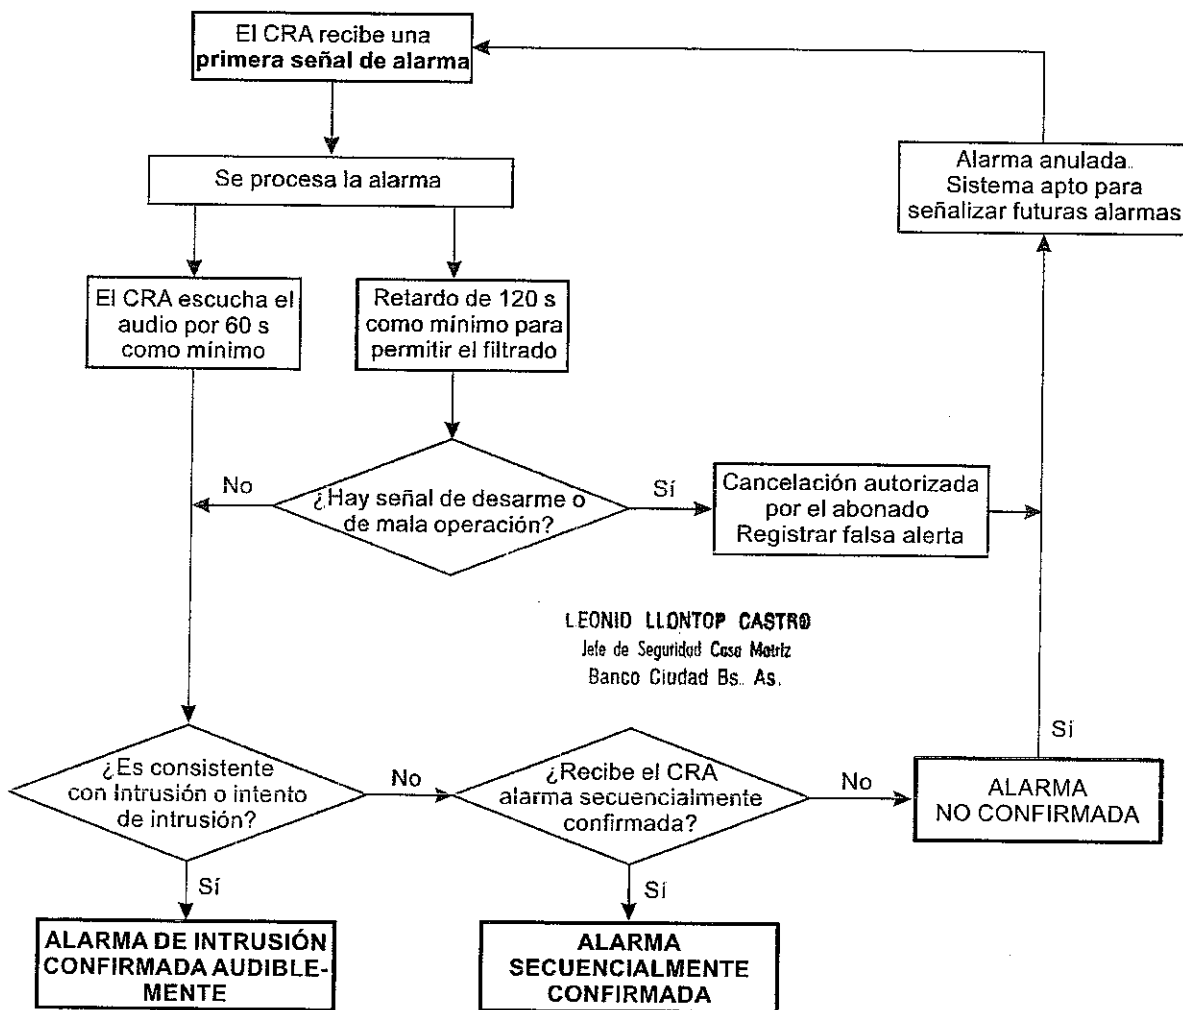 El CRA recibe una
primera señal de alarma
Se procesa la alarma
Alarma anulada.
Sistema apto para
señalizar futuras alarmas
El CRA escucha el
audio por 60 s
como mínimo
Retardo de 120 s
como mínimo para
permitir el filtrado
No
¿Hay señal de desarme o
de mala operación?
Sí
Cancelación autorizada
por el abonado
Registrar falsa alerta
LEONID LLONTOP CASTRO
Jefe de Seguridad Casa Matriz
Banco Ciudad Bs. As.
¿Es consistente
con Intrusión o intento
de intrusión?
No
¿Recibe el CRA
alarma secuencialmente
confirmada?
No
Sí
ALARMA
NO CONFIRMADA
Sí
Sí
ALARMA DE INTRUSIÓN
CONFIRMADA AUDIBLE-
MENTE
ALARMA
SECUENCIALMENTE
CONFIRMADA